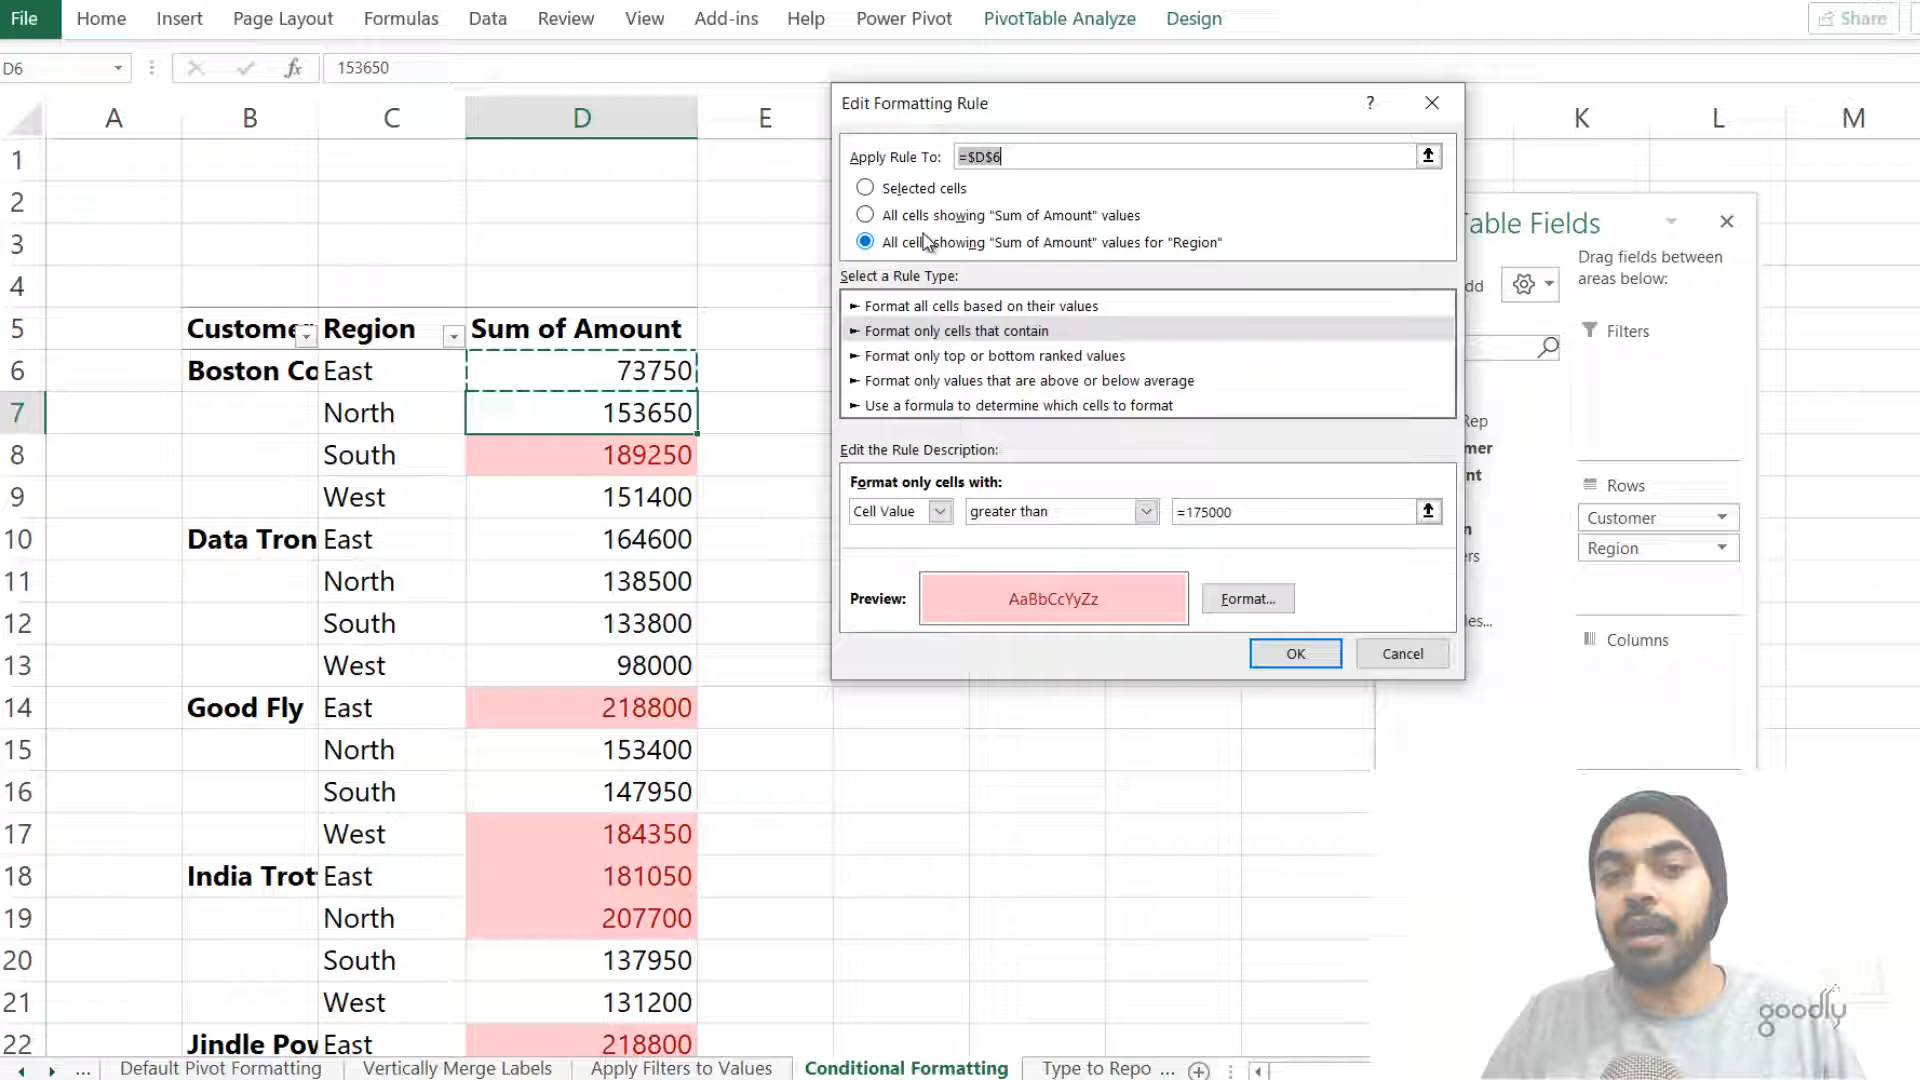 File Home Insert Page Layout Formulas Data Review View Add-ins Help Power Pivot PivotTable Analyze Design Share
D6 fx 153650
A B C D E K L M
Edit Formatting Rule ?
Apply Rule To: =$D$6
Selected cells
All cells showing "Sum of Amount" values
All cells showing "Sum of Amount" values for "Region"
Select a Rule Type:
► Format all cells based on their values
► Format only cells that contain
► Format only top or bottom ranked values
► Format only values that are above or below average
► Use a formula to determine which cells to format
Edit the Rule Description:
Format only cells with:
Cell Value greater than =175000
Preview: AaBbCcYyZz Format...
OK Cancel
Table Fields
Drag fields between
areas below:
Filters
Rows
Customer
Region
Columns
1
2
3
4
5 Customer Region Sum of Amount
6 Boston Co East 73750
7 North 153650
8 South 189250
9 West 151400
10 Data Tron East 164600
11 North 138500
12 South 133800
13 West 98000
14 Good Fly East 218800
15 North 153400
16 South 147950
17 West 184350
18 India Trot East 181050
19 North 207700
20 South 137950
21 West 131200
22 Jindle Pow East 218800
... Default Pivot Formatting Vertically Merge Labels Apply Filters to Values Conditional Formatting Type to Repo ...
goodly